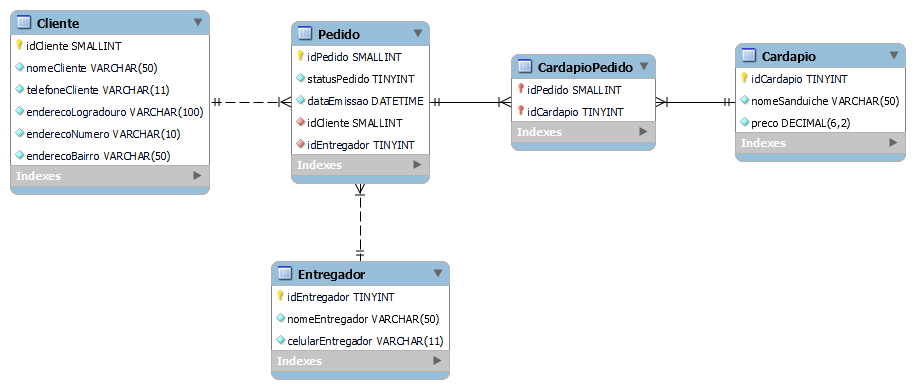 Cliente
idCliente SMALLINT
nomeCliente VARCHAR(50)
telefoneCliente VARCHAR(11)
enderecoLogradouro VARCHAR(100)
enderecoNumero VARCHAR(10)
enderecoBairro VARCHAR(50)
Indexes
Pedido
idPedido SMALLINT
statusPedido TINYINT
dataEmissao DATETIME
idCliente SMALLINT
idEntregador TINYINT
Indexes
CardapioPedido
idPedido SMALLINT
idCardapio TINYINT
Indexes
Cardapio
idCardapio TINYINT
nomeSanduiche VARCHAR(50)
preco DECIMAL(6,2)
Indexes
Entregador
idEntregador TINYINT
nomeEntregador VARCHAR(50)
celularEntregador VARCHAR(11)
Indexes